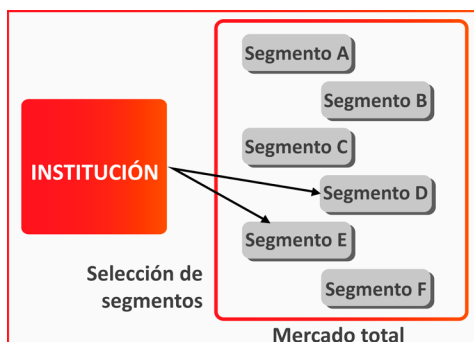 Segmento A
Segmento B
Segmento C
INSTITUCIÓN
Segmento D
Segmento E
Selección de
segmentos
Segmento F
Mercado total